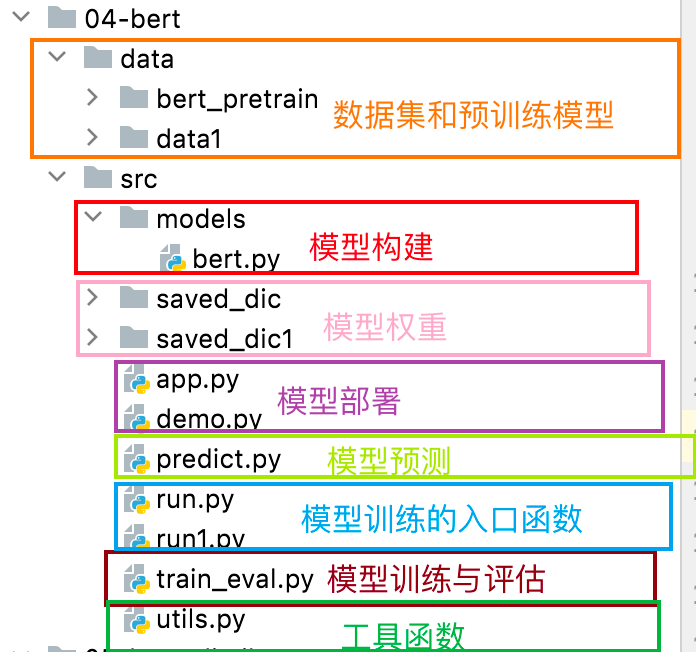 04-bert
data
bert_pretrain
数据集和预训练模型
data1
src
models
模型构建
bert.py
saved_dic
模型权重
saved_dic1
app.py
模型部署
demo.py
predict.py 模型预测
run.py
模型训练的入口函数
run1.py
train_eval.py 模型训练与评估
utils.py
工具函数